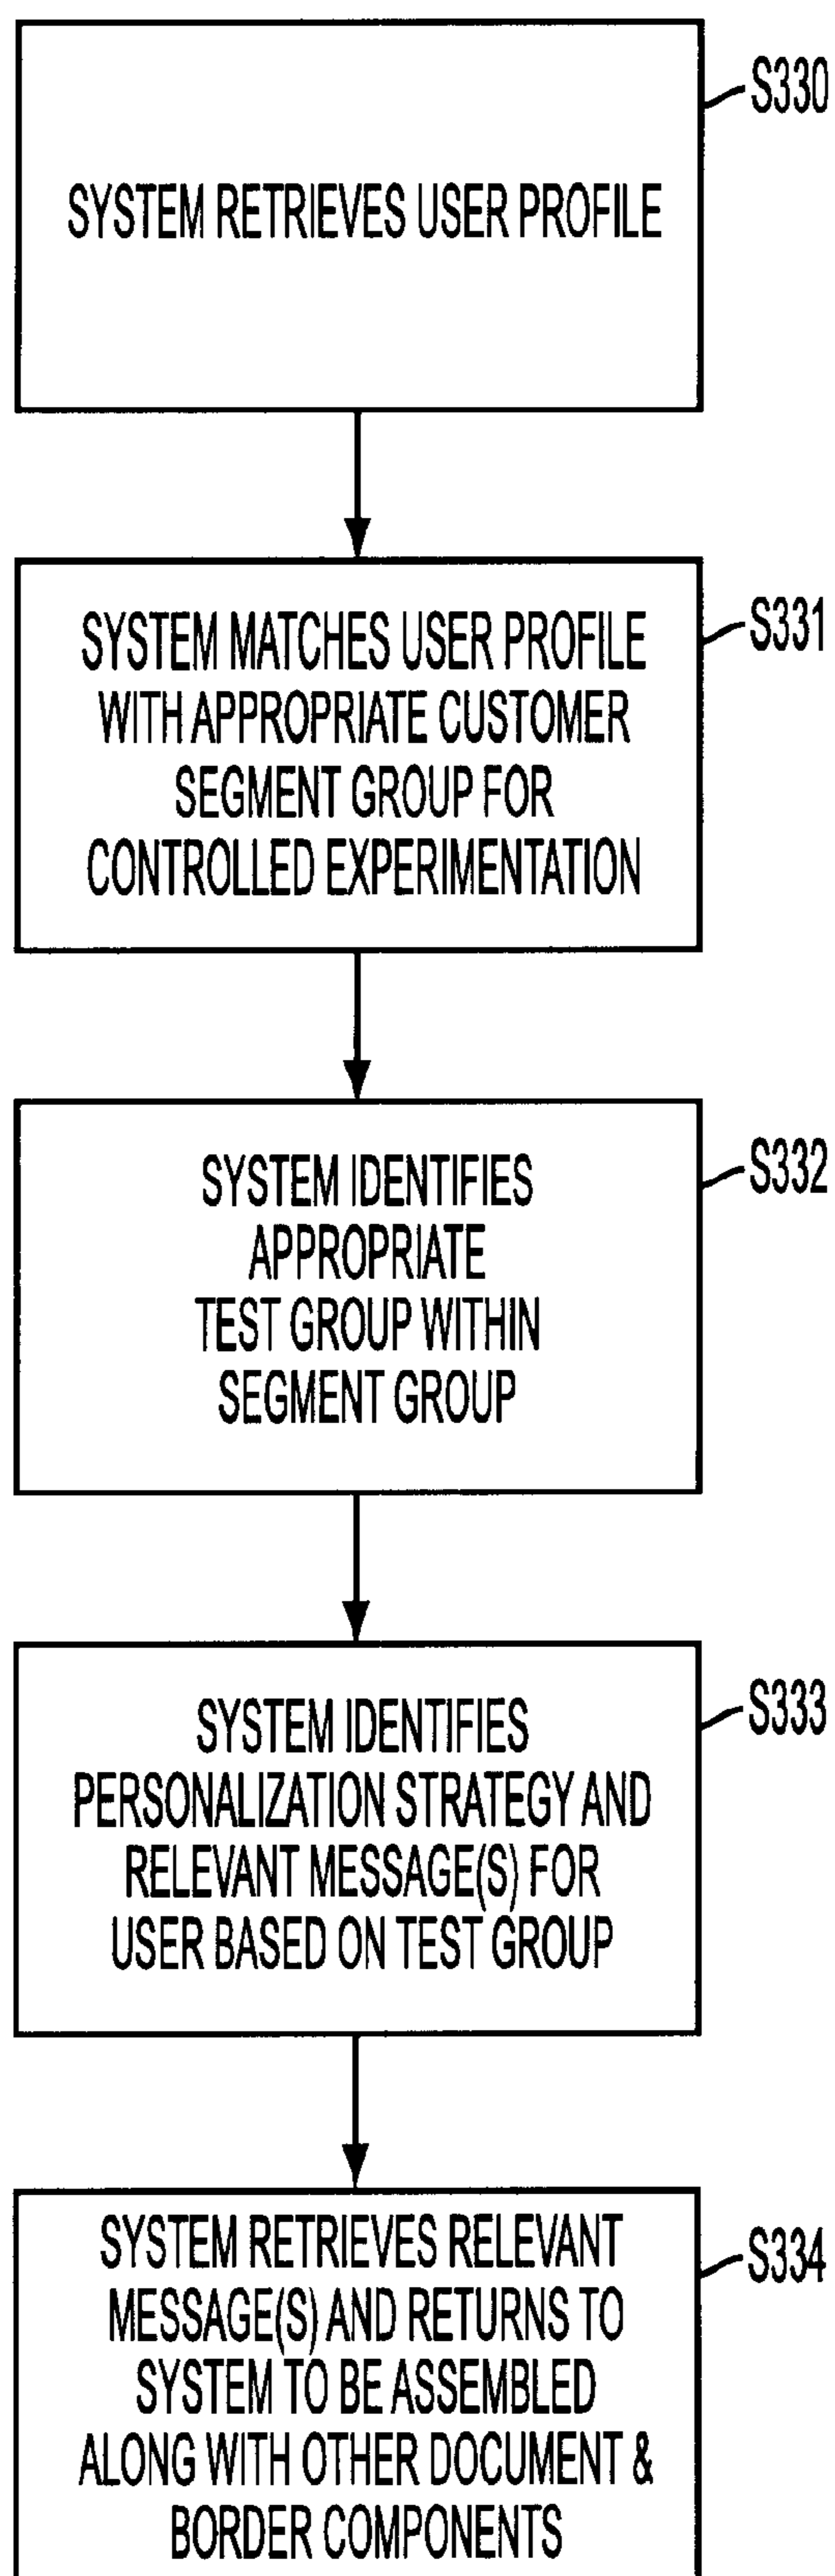 S330
SYSTEM RETRIEVES USER PROFILE
S331
SYSTEM MATCHES USER PROFILE
WITH APPROPRIATE CUSTOMER
SEGMENT GROUP FOR
CONTROLLED EXPERIMENTATION
S332
SYSTEM IDENTIFIES
APPROPRIATE
TEST GROUP WITHIN
SEGMENT GROUP
S333
SYSTEM IDENTIFIES
PERSONALIZATION STRATEGY AND
RELEVANT MESSAGE(S) FOR
USER BASED ON TEST GROUP
S334
SYSTEM RETRIEVES RELEVANT
MESSAGE(S) AND RETURNS TO
SYSTEM TO BE ASSEMBLED
ALONG WITH OTHER DOCUMENT &
BORDER COMPONENTS